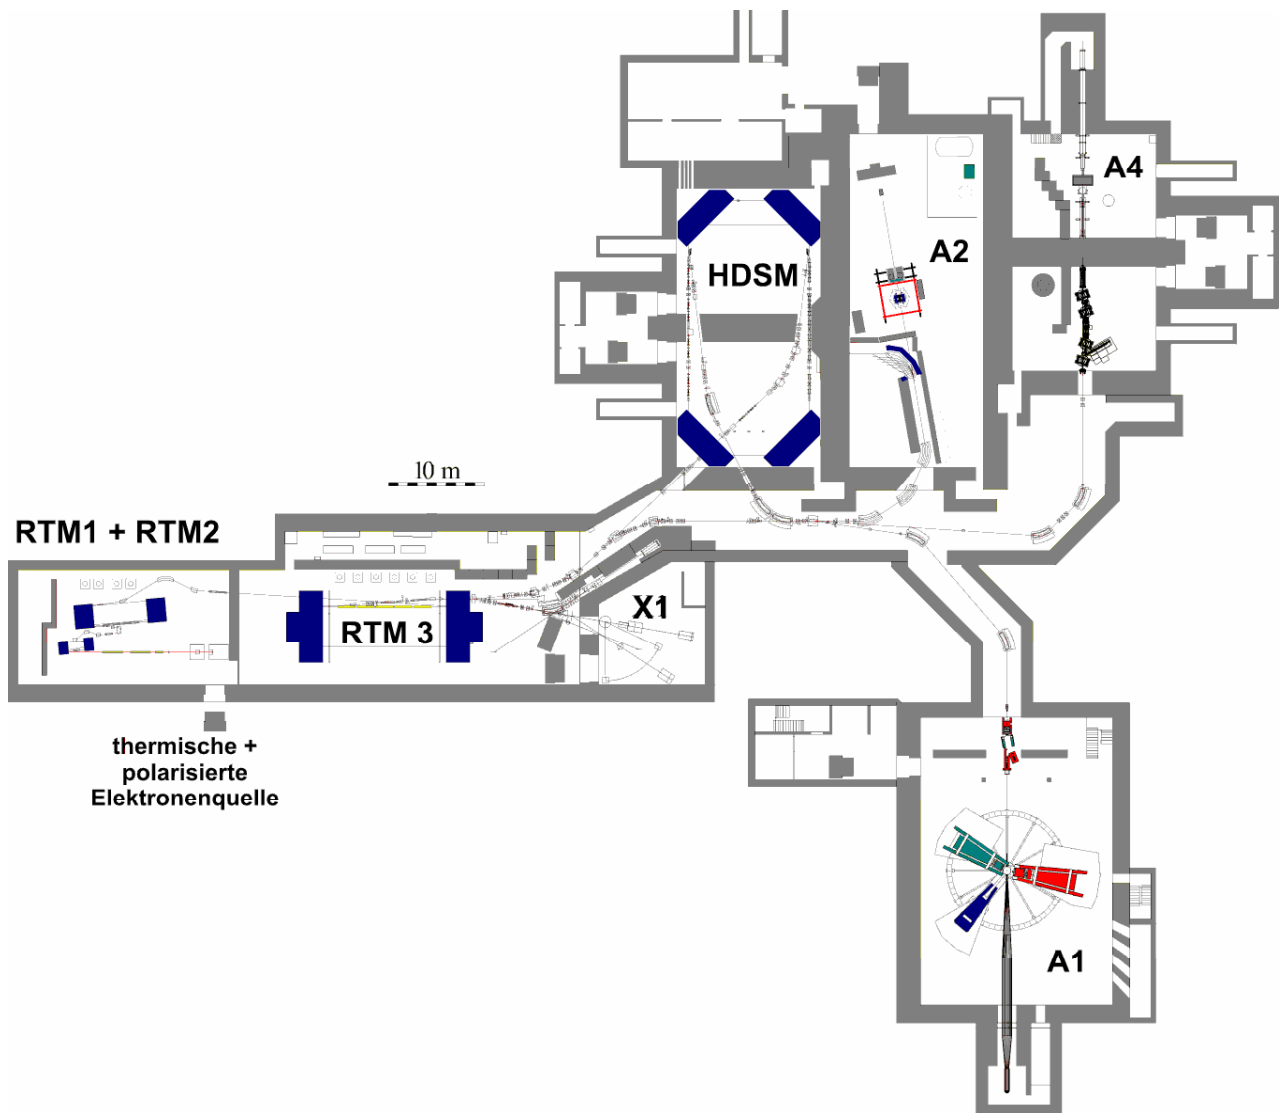 A4
A2
HDSM
10 m
RTM1 + RTM2
X1
RTM 3
thermische +
polarisierte
Elektronenquelle
A1